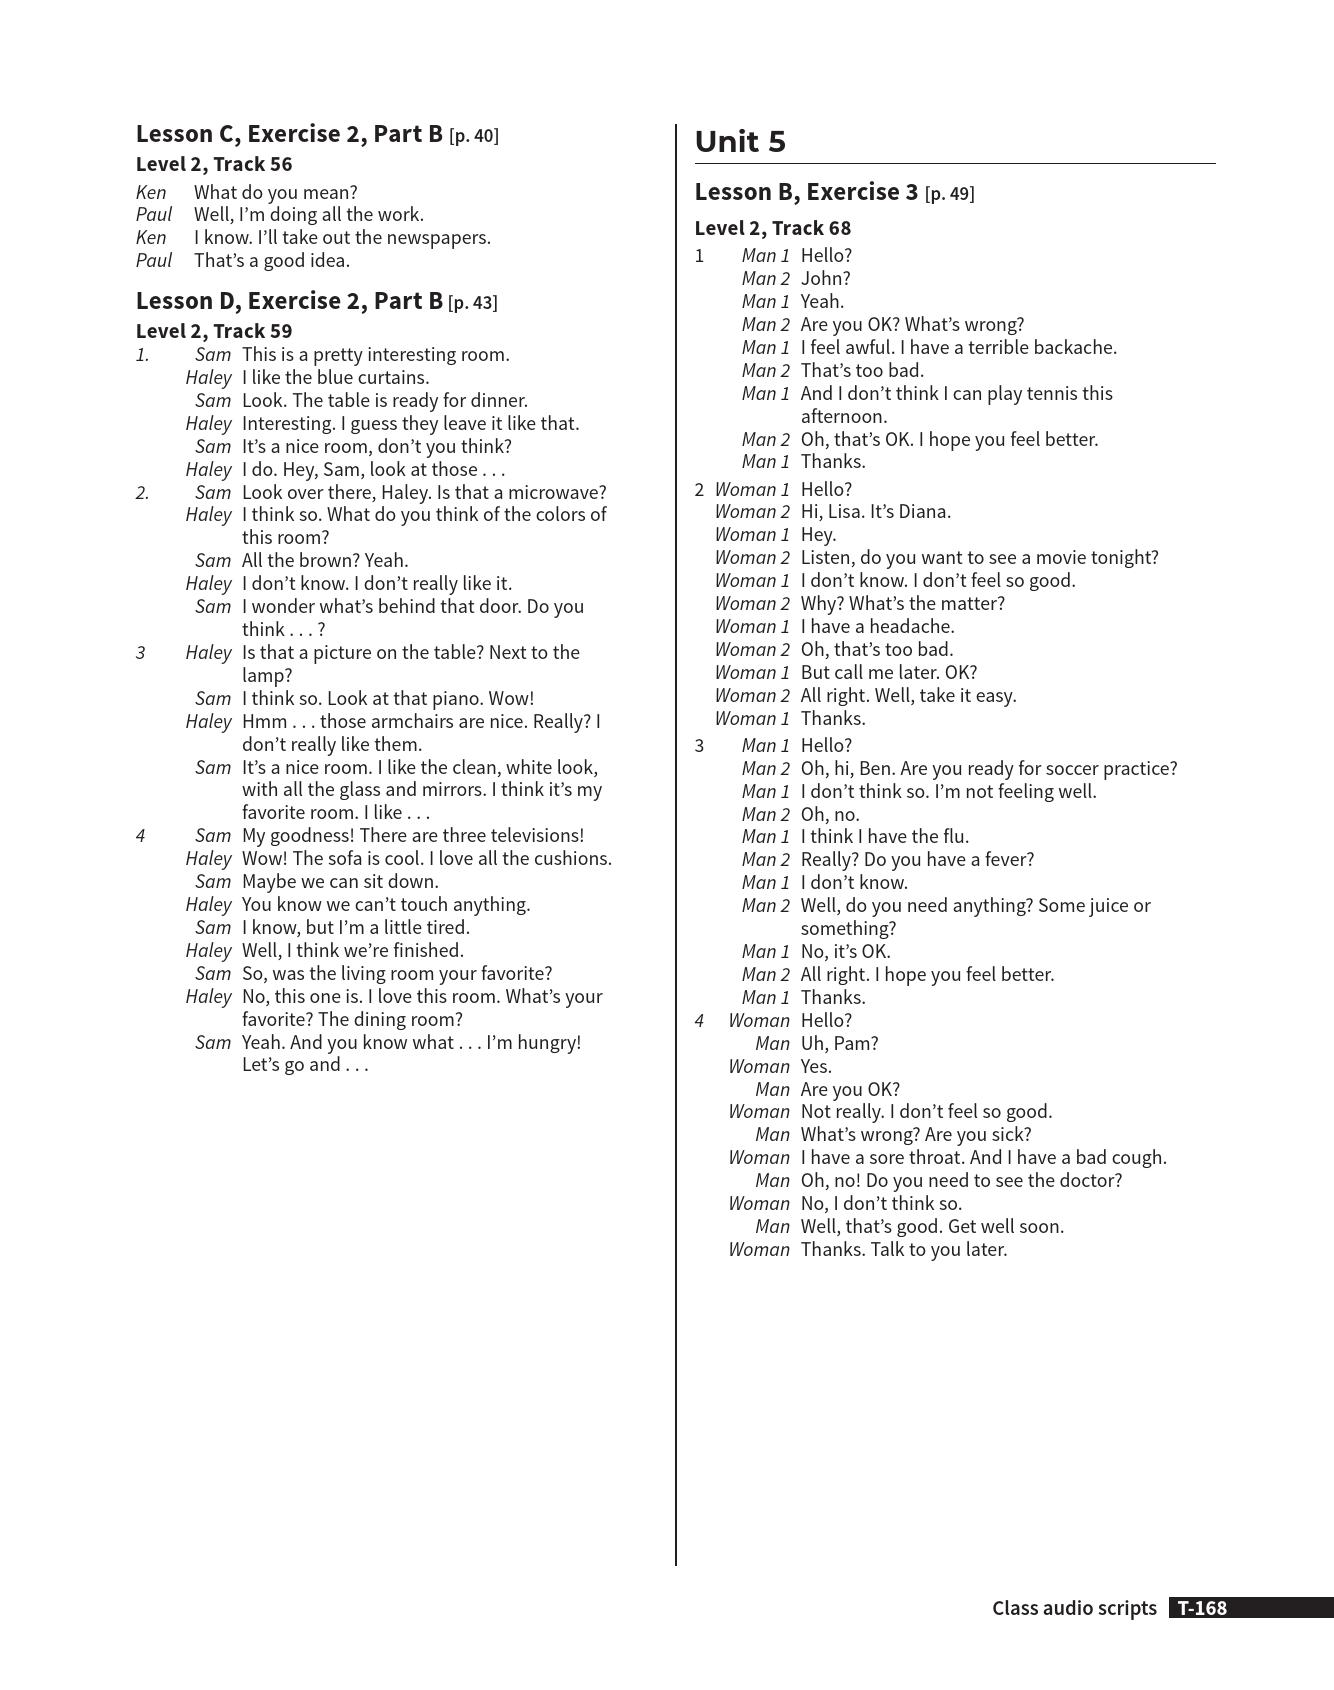 Lesson C, Exercise 2, Part B [p. 40]
Level 2, Track 56
Ken What do you mean?
Paul Well, I’m doing all the work.
Ken I know. I’ll take out the newspapers.
Paul That’s a good idea.
Lesson D, Exercise 2, Part B [p. 43]
Level 2, Track 59
1. Sam This is a pretty interesting room.
Haley I like the blue curtains.
Sam Look. The table is ready for dinner.
Haley Interesting. I guess they leave it like that.
Sam It’s a nice room, don’t you think?
Haley I do. Hey, Sam, look at those . . .
2. Sam Look over there, Haley. Is that a microwave?
Haley I think so. What do you think of the colors of
this room?
Sam All the brown? Yeah.
Haley I don’t know. I don’t really like it.
Sam I wonder what’s behind that door. Do you
think . . . ?
3 Haley Is that a picture on the table? Next to the
lamp?
Sam I think so. Look at that piano. Wow!
Haley Hmm . . . those armchairs are nice. Really? I
don’t really like them.
Sam It’s a nice room. I like the clean, white look,
with all the glass and mirrors. I think it’s my
favorite room. I like . . .
4 Sam My goodness! There are three televisions!
Haley Wow! The sofa is cool. I love all the cushions.
Sam Maybe we can sit down.
Haley You know we can’t touch anything.
Sam I know, but I’m a little tired.
Haley Well, I think we’re finished.
Sam So, was the living room your favorite?
Haley No, this one is. I love this room. What’s your
favorite? The dining room?
Sam Yeah. And you know what . . . I’m hungry!
Let’s go and . . .
Unit 5
Lesson B, Exercise 3 [p. 49]
Level 2, Track 68
1 Man 1 Hello?
Man 2 John?
Man 1 Yeah.
Man 2 Are you OK? What’s wrong?
Man 1 I feel awful. I have a terrible backache.
Man 2 That’s too bad.
Man 1 And I don’t think I can play tennis this
afternoon.
Man 2 Oh, that’s OK. I hope you feel better.
Man 1 Thanks.
2 Woman 1 Hello?
Woman 2 Hi, Lisa. It’s Diana.
Woman 1 Hey.
Woman 2 Listen, do you want to see a movie tonight?
Woman 1 I don’t know. I don’t feel so good.
Woman 2 Why? What’s the matter?
Woman 1 I have a headache.
Woman 2 Oh, that’s too bad.
Woman 1 But call me later. OK?
Woman 2 All right. Well, take it easy.
Woman 1 Thanks.
3 Man 1 Hello?
Man 2 Oh, hi, Ben. Are you ready for soccer practice?
Man 1 I don’t think so. I’m not feeling well.
Man 2 Oh, no.
Man 1 I think I have the flu.
Man 2 Really? Do you have a fever?
Man 1 I don’t know.
Man 2 Well, do you need anything? Some juice or
something?
Man 1 No, it’s OK.
Man 2 All right. I hope you feel better.
Man 1 Thanks.
4 Woman Hello?
Man Uh, Pam?
Woman Yes.
Man Are you OK?
Woman Not really. I don’t feel so good.
Man What’s wrong? Are you sick?
Woman I have a sore throat. And I have a bad cough.
Man Oh, no! Do you need to see the doctor?
Woman No, I don’t think so.
Man Well, that’s good. Get well soon.
Woman Thanks. Talk to you later.
Class audio scripts T-168